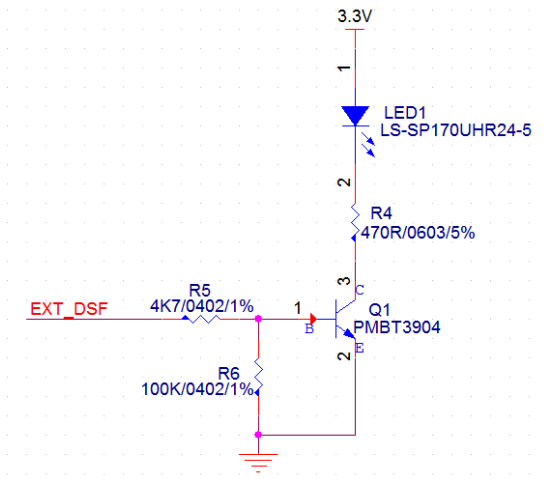 3.3V
1
LED1
LS-SP170UHR24-5
2
R4
470R/0603/5%
3
C
R5
4K7/0402/1%
EXT_DSF
1
B
Q1
PMBT3904
E
2
R6
100K/0402/1%